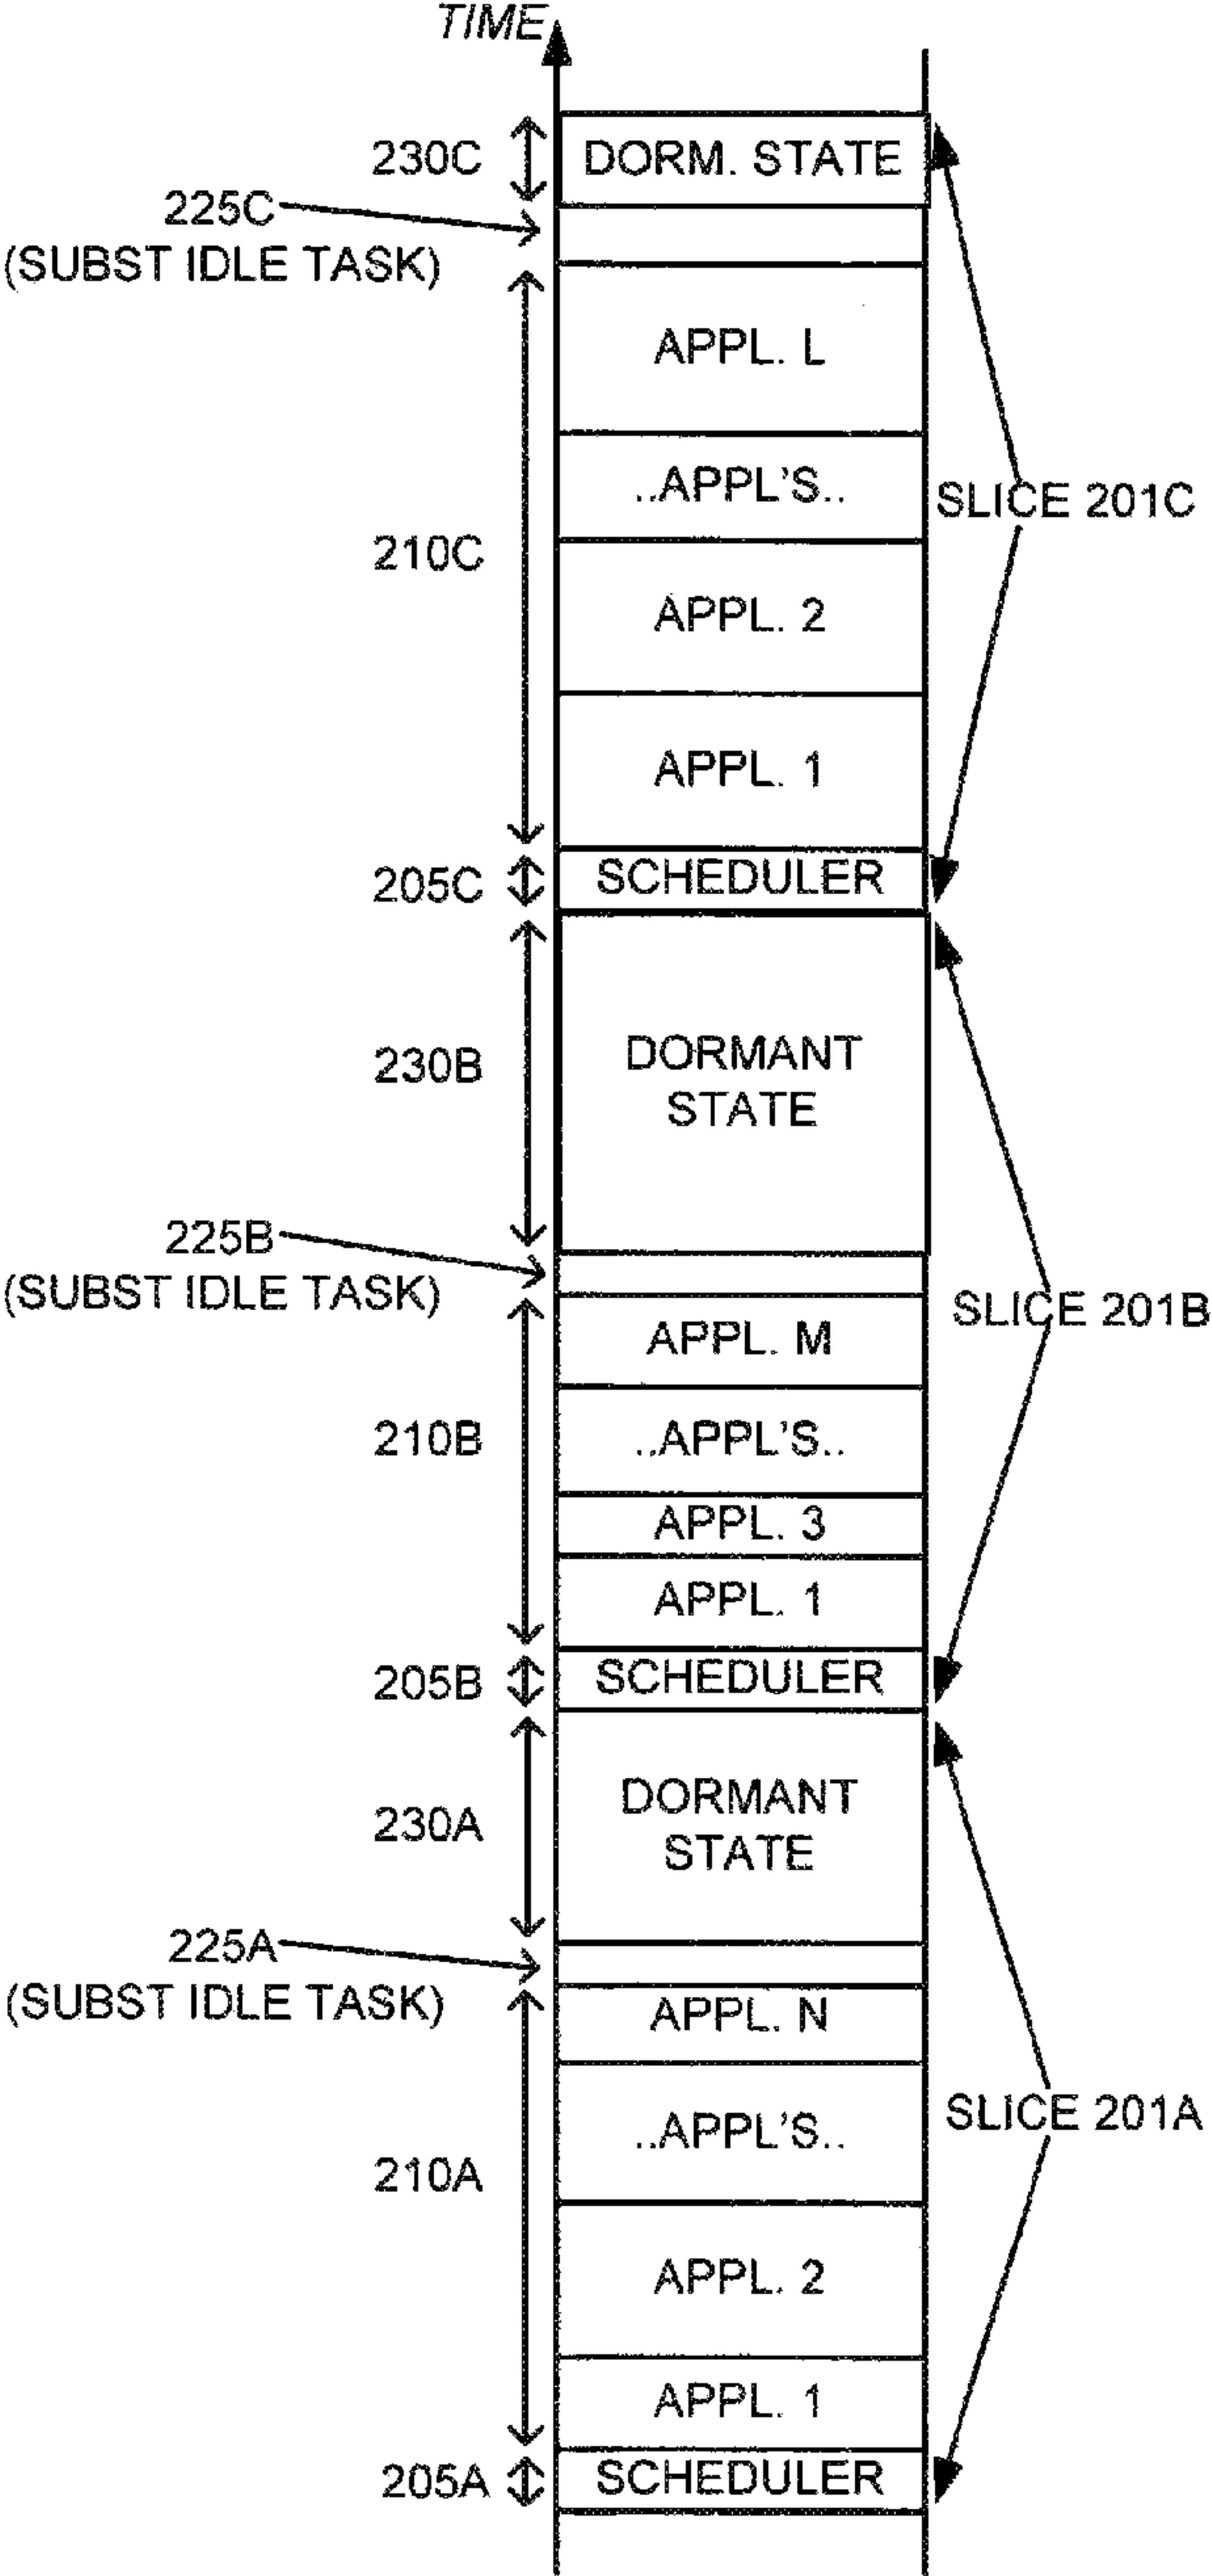 TIME
230C
DORM. STATE
225C
(SUBST IDLE TASK)
APPL. L
..APPL'S..
SLICE 201C
210C
APPL. 2
APPL. 1
205C
SCHEDULER
230B
DORMANT
STATE
225B
(SUBST IDLE TASK)
SLICE 201B
APPL. M
210B
..APPL'S..
APPL. 3
APPL. 1
205B
SCHEDULER
230A
DORMANT
STATE
225A
(SUBST IDLE TASK)
APPL. N
SLICE 201A
..APPL'S..
210A
APPL. 2
APPL. 1
205A
SCHEDULER